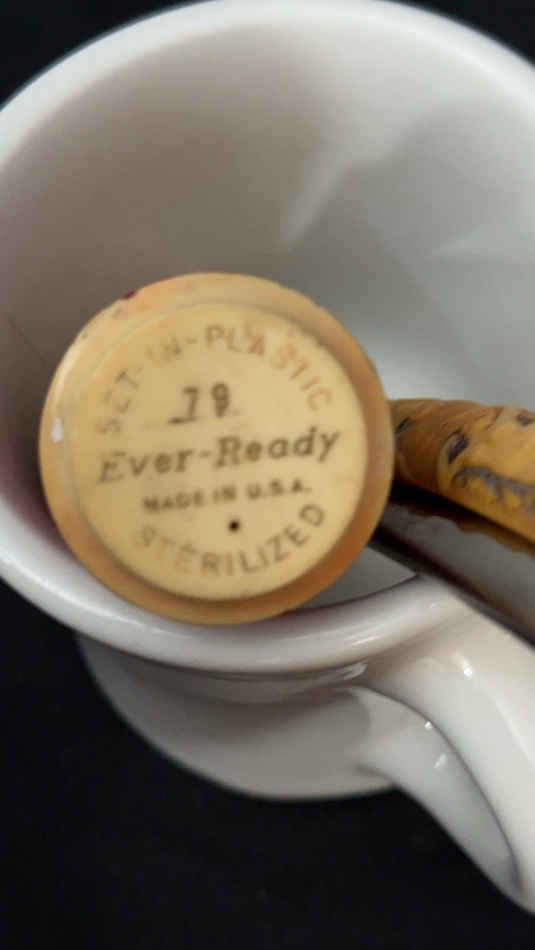 SET-IN-PLASTIC
79
Ever-Ready
MADE IN U.S.A.
STERILIZED